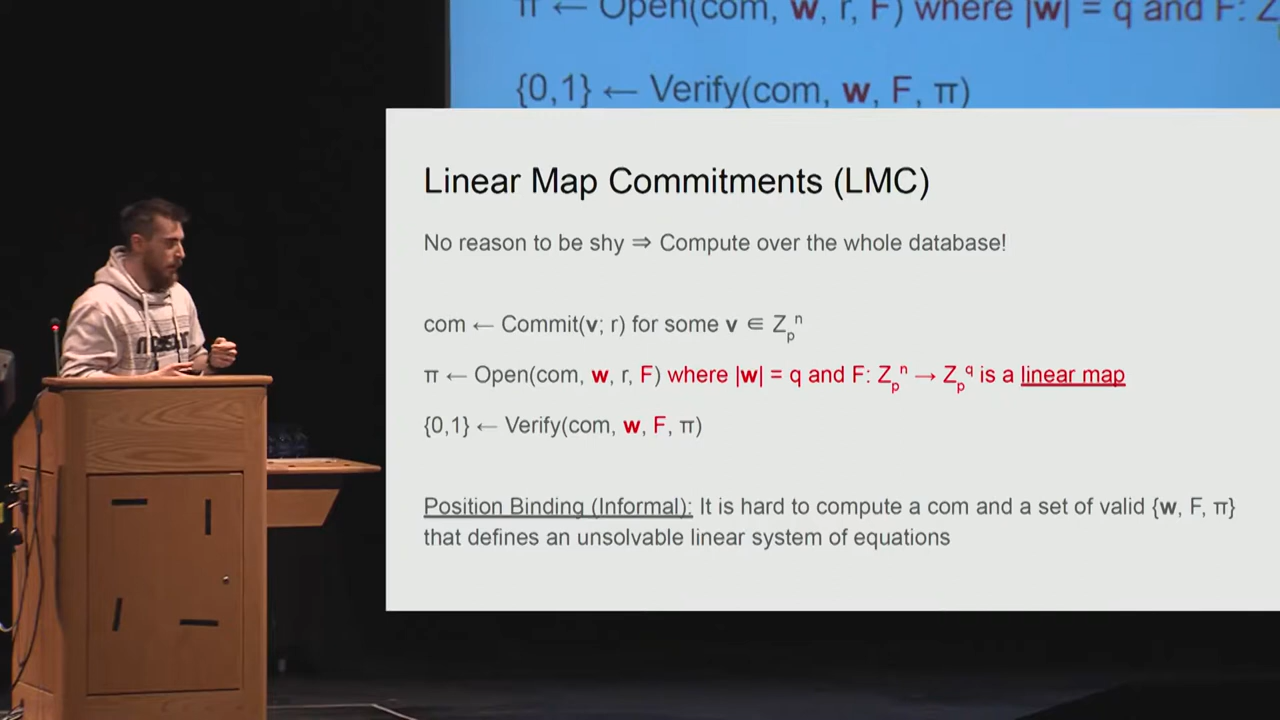 π ← Open(com, w, r, F) where |w| = q and F: Z
{0,1} ← Verify(com, w, F, π)
Linear Map Commitments (LMC)
No reason to be shy ⇒ Compute over the whole database!
com ← Commit(v; r) for some v ∈ Zₚⁿ
π ← Open(com, w, r, F) where |w| = q and F: Zₚⁿ → Zₚ^q is a linear map
{0,1} ← Verify(com, w, F, π)
Position Binding (Informal): It is hard to compute a com and a set of valid {w, F, π}
that defines an unsolvable linear system of equations